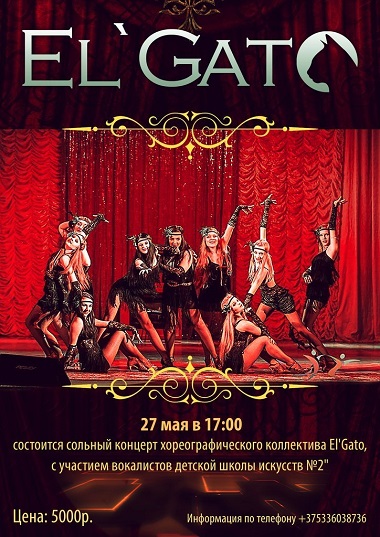 EL`GATO
27 мая в 17:00
состоится сольный концерт хореографического коллектива El'Gato,
с участием вокалистов детской школы искусств №2"
Цена: 5000р.
Информация по телефону +375336038736